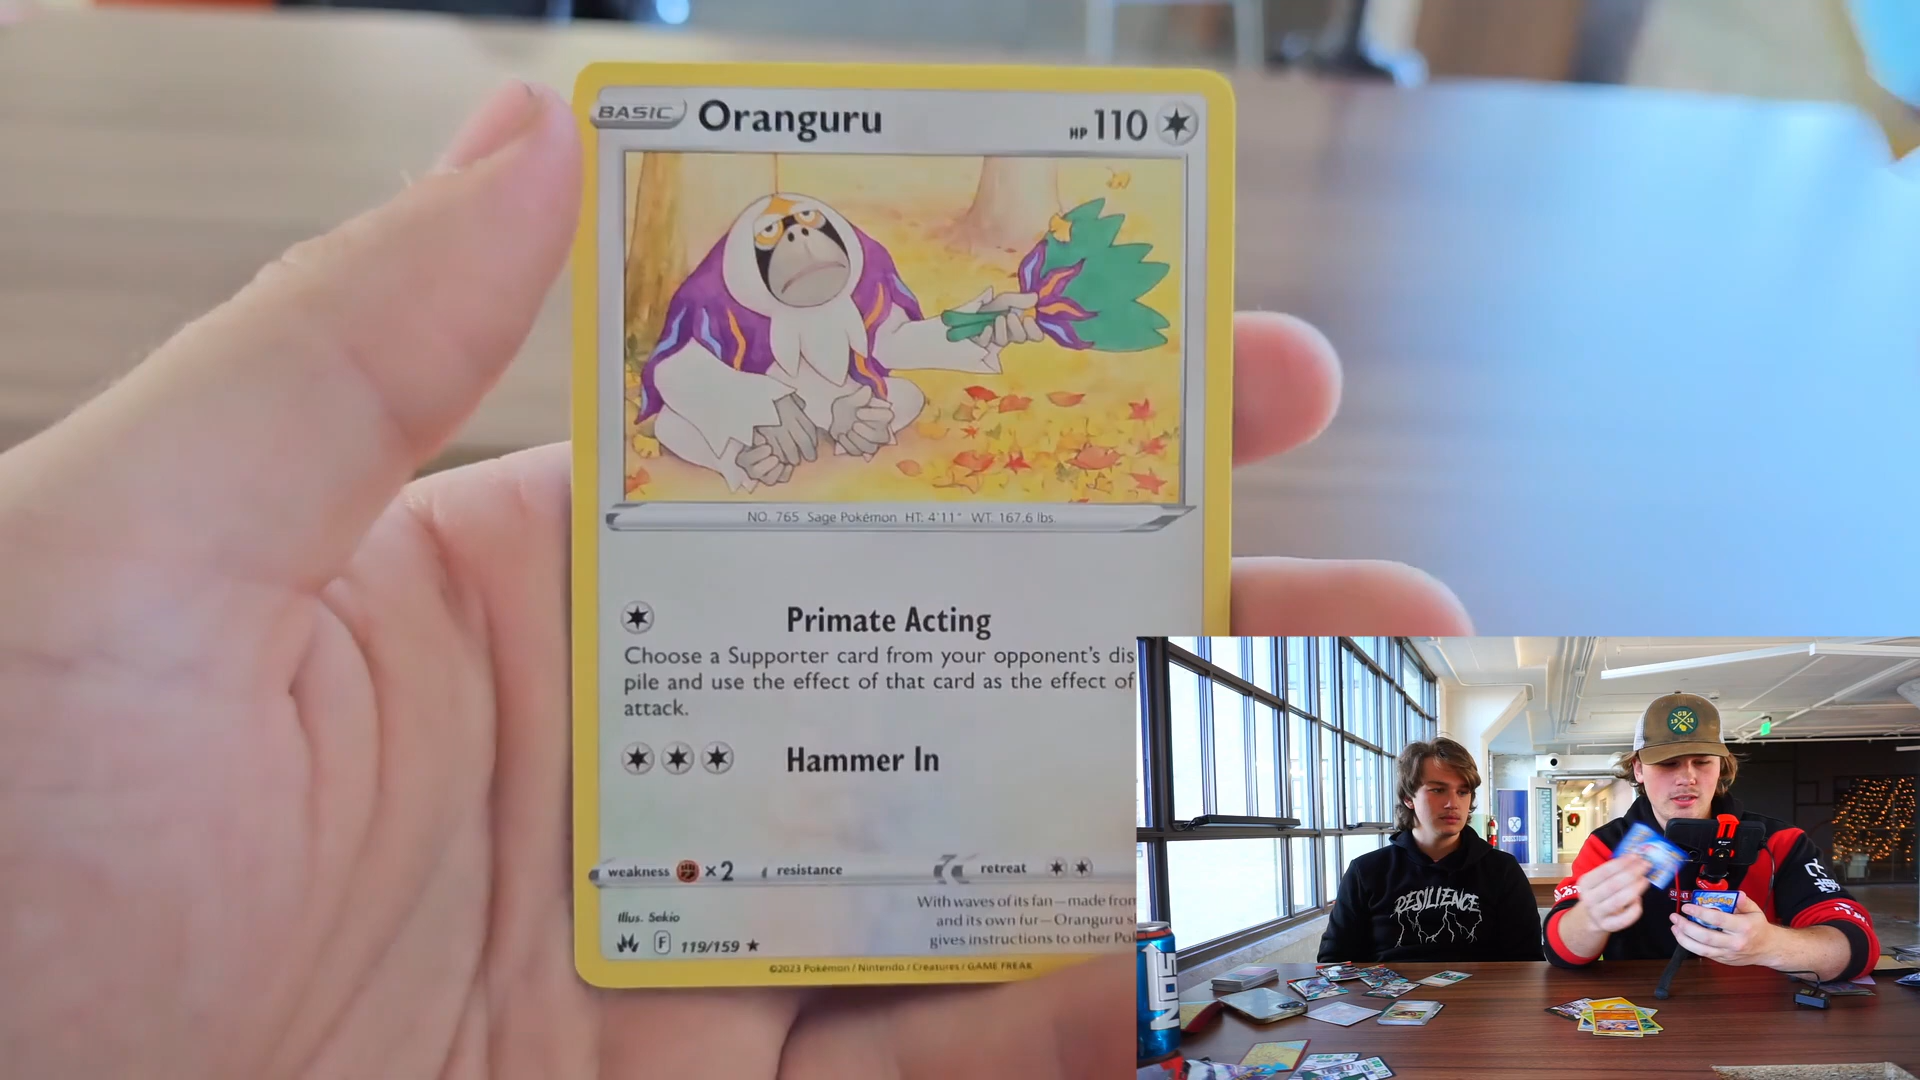 BASIC Oranguru HP 110
NO. 765 Sage Pokémon HT: 4'11" WT: 167.6 lbs.
Primate Acting
Choose a Supporter card from your opponent's dis
pile and use the effect of that card as the effect of
attack.
Hammer In
weakness ×2 resistance retreat
With waves of its fan—made from
and its own fur—Oranguru s
gives instructions to other Pok
Illus. Sekio
F 119/159
©2023 Pokémon / Nintendo / Creatures / GAME FREAK
RESILIENCE
NOS